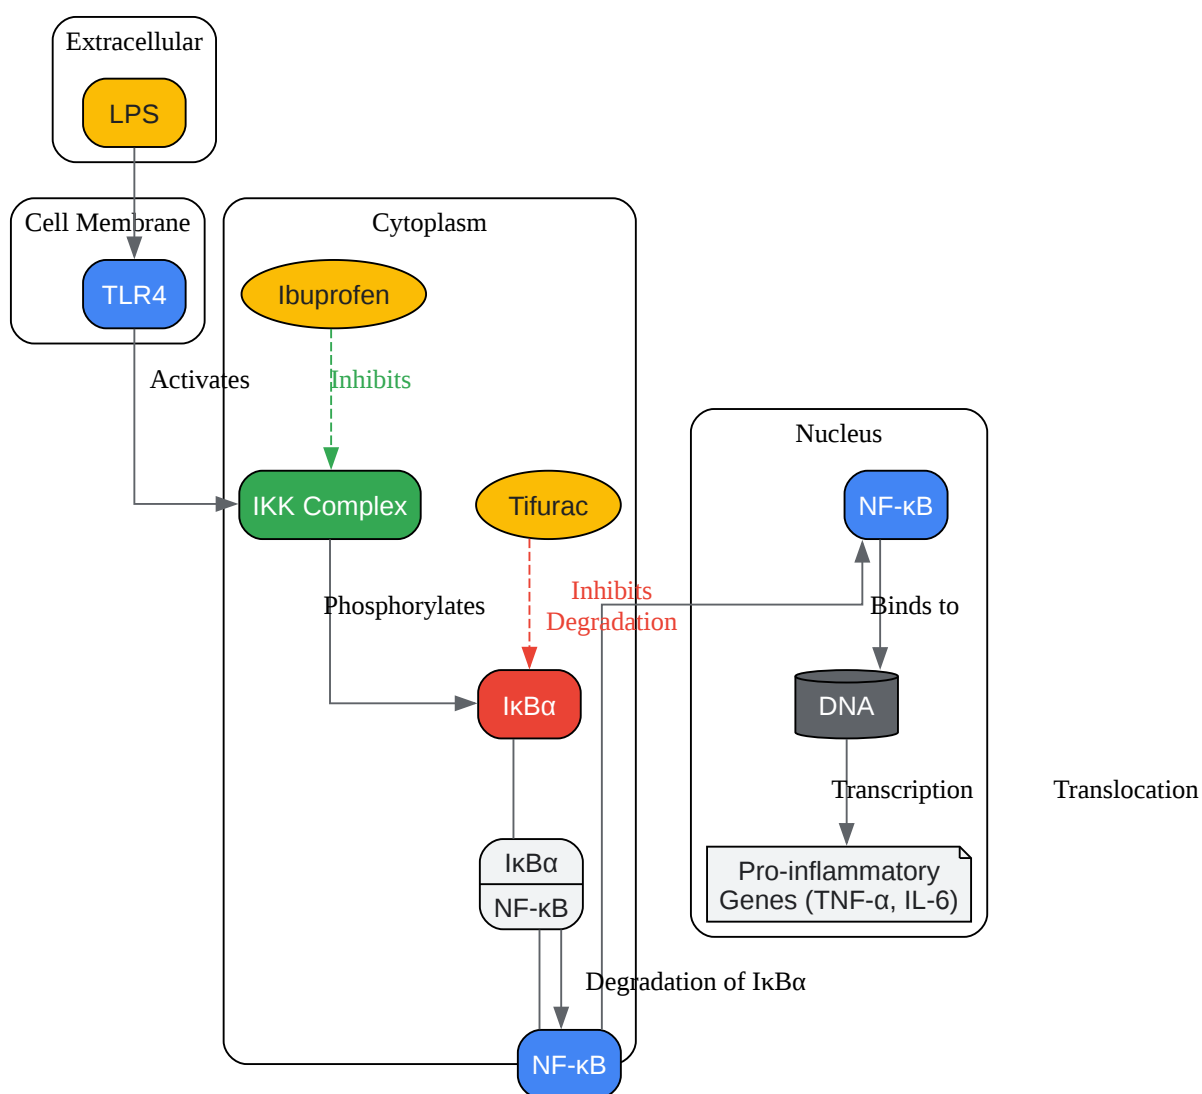 Extracellular
LPS
Cell Membrane
TLR4
Cytoplasm
Ibuprofen
Activates
Inhibits
IKK Complex
Tifurac
Phosphorylates
Inhibits
Degradation
IκBα
IκBα
NF-κB
Degradation of IκBα
NF-κB
Nucleus
NF-κB
Binds to
DNA
Transcription
Translocation
Pro-inflammatory
Genes (TNF-α, IL-6)